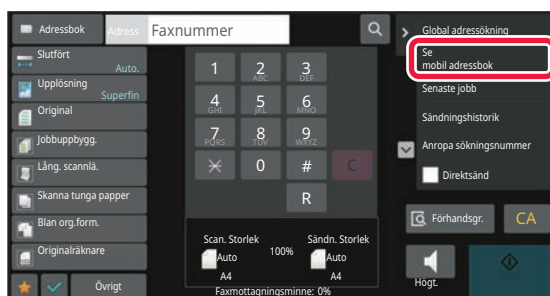 Adressbok
Adress
Faxnummer
Slutfört
Auto.
Upplösning
Superfin
Original
Jobbuppbygg.
Lång. scannlä.
Skanna tunga papper
Blan org.form.
Originalräknare
Övrigt
1
2
ABC
3
DEF
4
GHI
5
JKL
6
MNO
7
PQRS
8
TUV
9
WXYZ
0
#
C
R
Scan. Storlek
100%
Sändn. Storlek
Auto
Auto
A4
A4
Faxmottagningsminne: 0%
Global adressökning
Se
mobil adressbok
Senaste jobb
Sändningshistorik
Anropa sökningsnummer
Direktsänd
Förhandsgr.
CA
Högt.